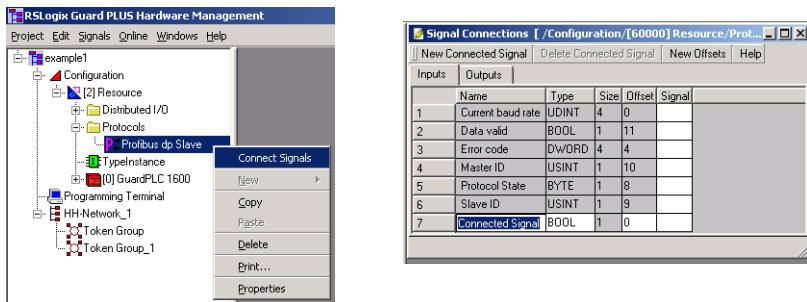 RSLogix Guard PLUS Hardware Management
Project Edit Signals Online Windows Help
example1
Configuration
[2] Resource
Distributed I/O
Protocols
Profibus dp Slave
TypeInstance
[0] GuardPLC 1600
Programming Terminal
HH-Network_1
Token Group
Token Group_1
Connect Signals
New
Copy
Paste
Delete
Print...
Properties
Signal Connections [ /Configuration/[60000] Resource/Prot...
New Connected Signal Delete Connected Signal New Offsets Help
Inputs Outputs
Name Type Size Offset Signal
1 Current baud rate UDINT 4 0
2 Data valid BOOL 1 11
3 Error code DWORD 4 4
4 Master ID USINT 1 10
5 Protocol State BYTE 1 8
6 Slave ID USINT 1 9
7 Connected Signal BOOL 1 0